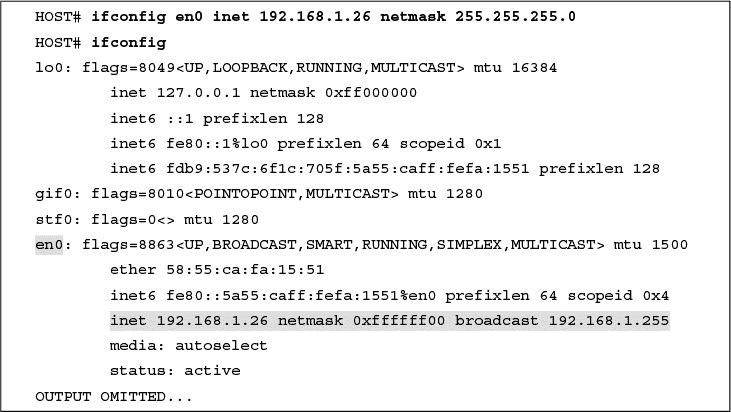 HOST# ifconfig en0 inet 192.168.1.26 netmask 255.255.255.0
HOST# ifconfig
lo0: flags=8049<UP,LOOPBACK,RUNNING,MULTICAST> mtu 16384
inet 127.0.0.1 netmask 0xff000000
inet6 ::1 prefixlen 128
inet6 fe80::1%lo0 prefixlen 64 scopeid 0x1
inet6 fdb9:537c:6f1c:705f:5a55:caff:fefa:1551 prefixlen 128
gif0: flags=8010<POINTOPOINT,MULTICAST> mtu 1280
stf0: flags=0<> mtu 1280
en0: flags=8863<UP,BROADCAST,SMART,RUNNING,SIMPLEX,MULTICAST> mtu 1500
ether 58:55:ca:fa:15:51
inet6 fe80::5a55:caff:fefa:1551%en0 prefixlen 64 scopeid 0x4
inet 192.168.1.26 netmask 0xffffff00 broadcast 192.168.1.255
media: autoselect
status: active
OUTPUT OMITTED...